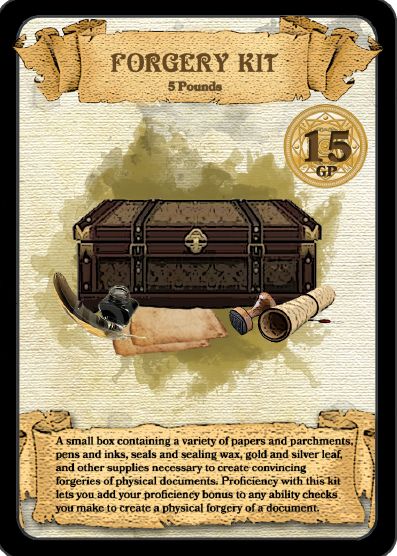 FORGERY KIT
5 Pounds
15
GP
A small box containing a variety of papers and parchments,
pens and inks, seals and sealing wax, gold and silver leaf,
and other supplies necessary to create convincing
forgeries of physical documents. Proficiency with this kit
lets you add your proficiency bonus to any ability checks
you make to create a physical forgery of a document.